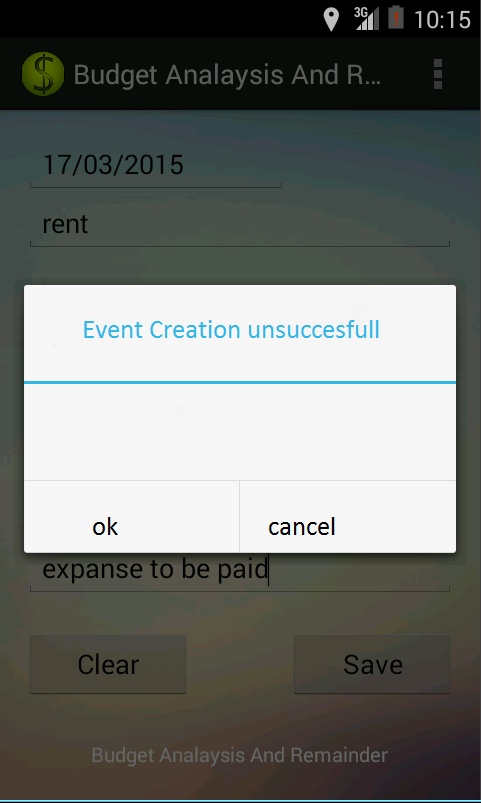 3G 10:15
Budget Analaysis And R...
17/03/2015
rent
Event Creation unsuccesfull
ok cancel
expanse to be paid
Clear Save
Budget Analaysis And Remainder